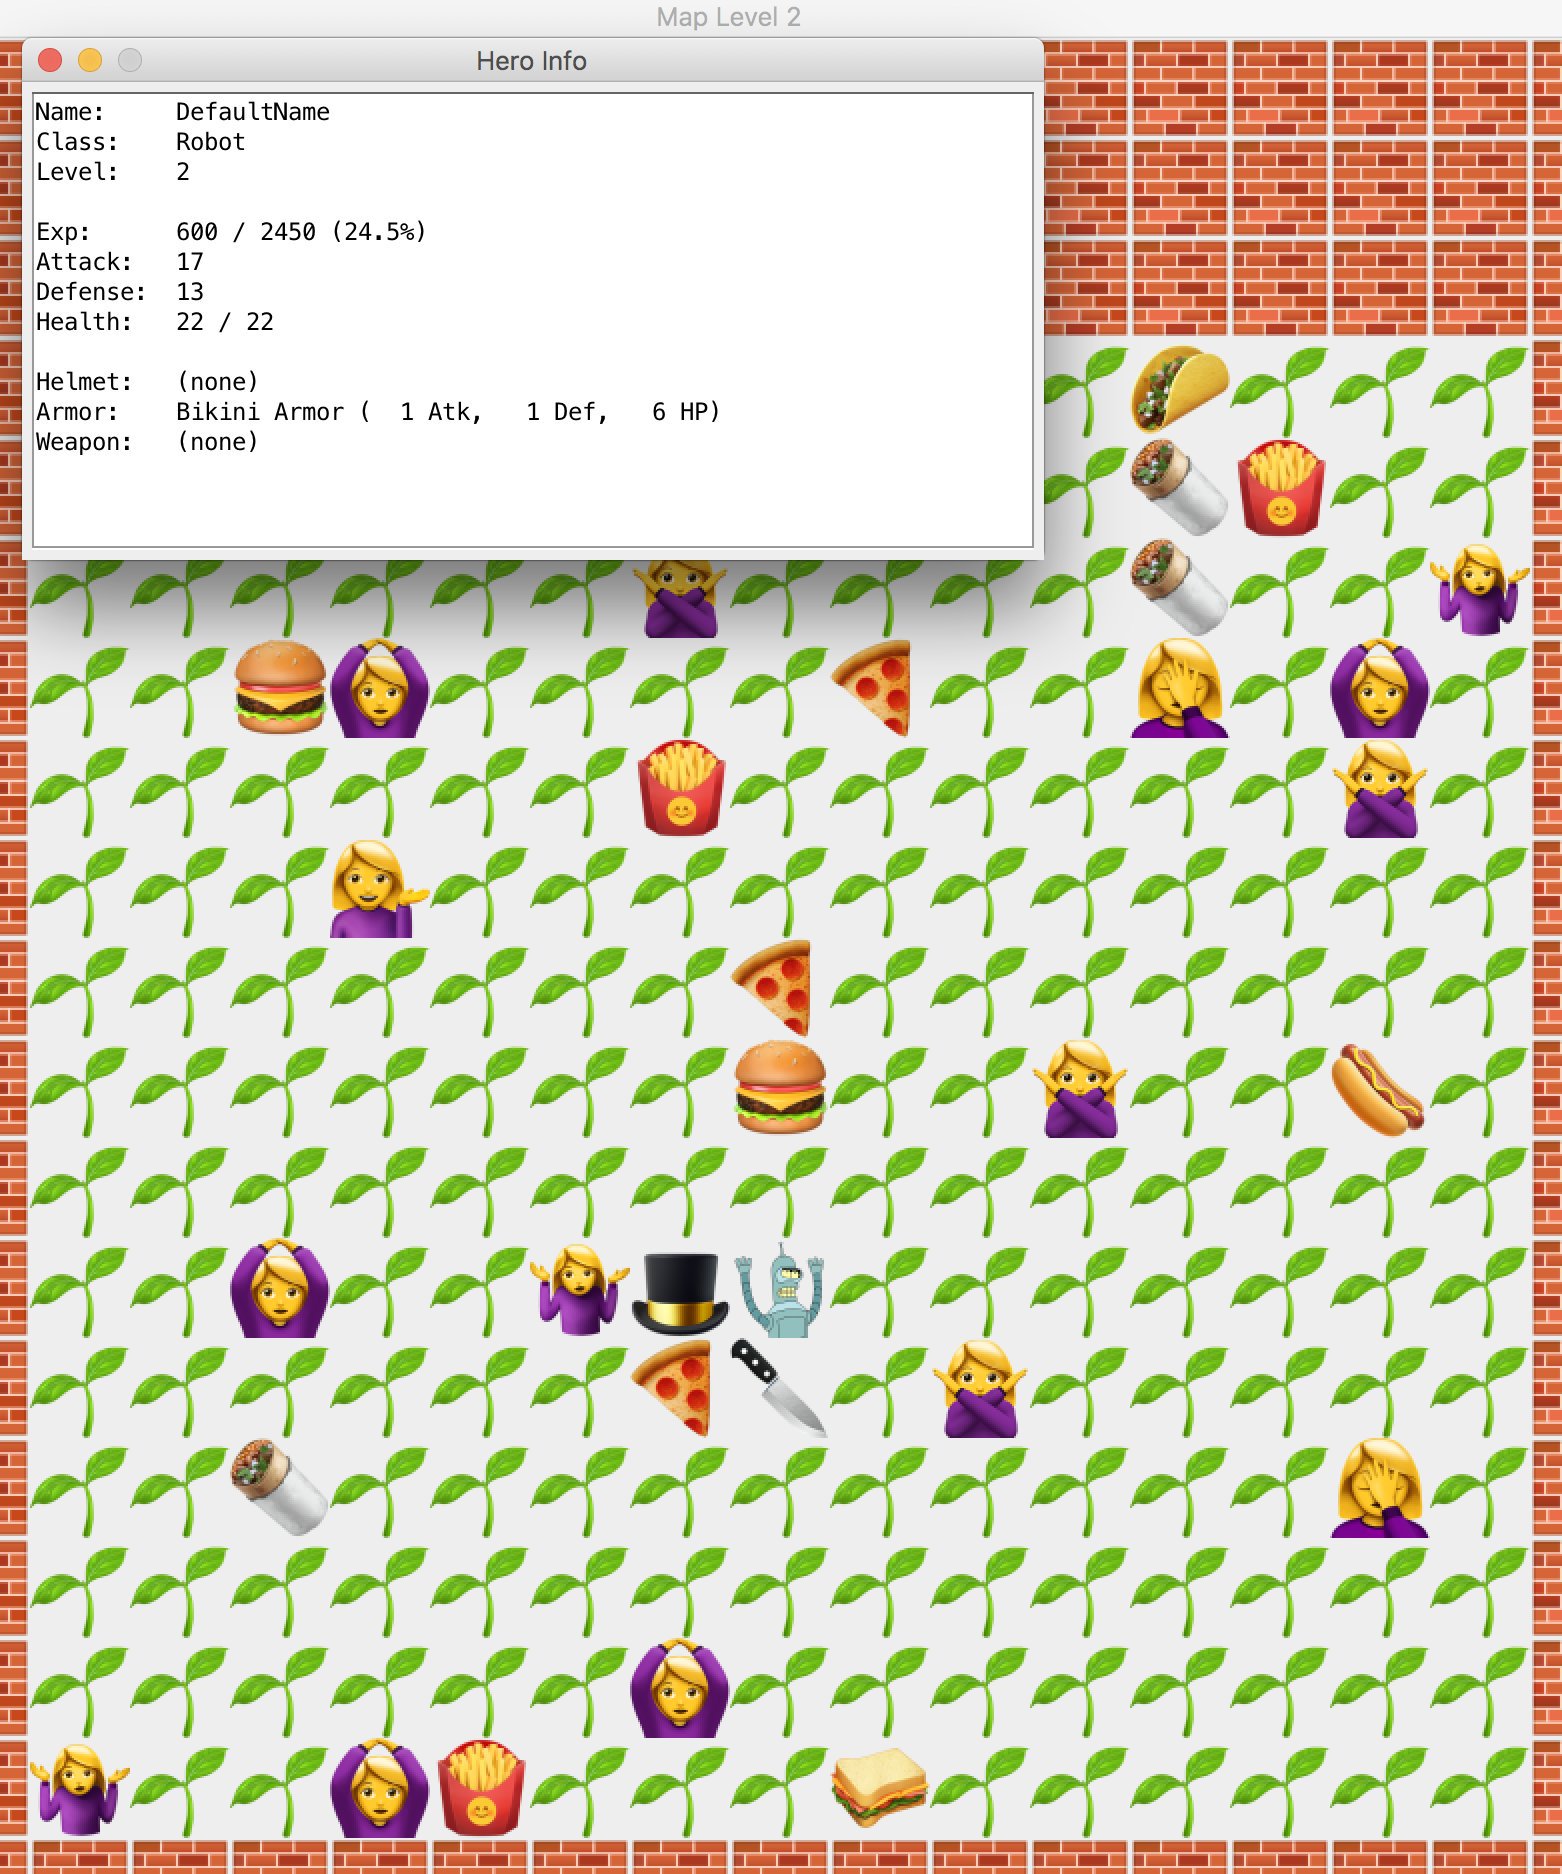 Map Level 2
Hero Info
Name: DefaultName
Class: Robot
Level: 2
Exp: 600 / 2450 (24.5%)
Attack: 17
Defense: 13
Health: 22 / 22
Helmet: (none)
Armor: Bikini Armor ( 1 Atk, 1 Def, 6 HP)
Weapon: (none)